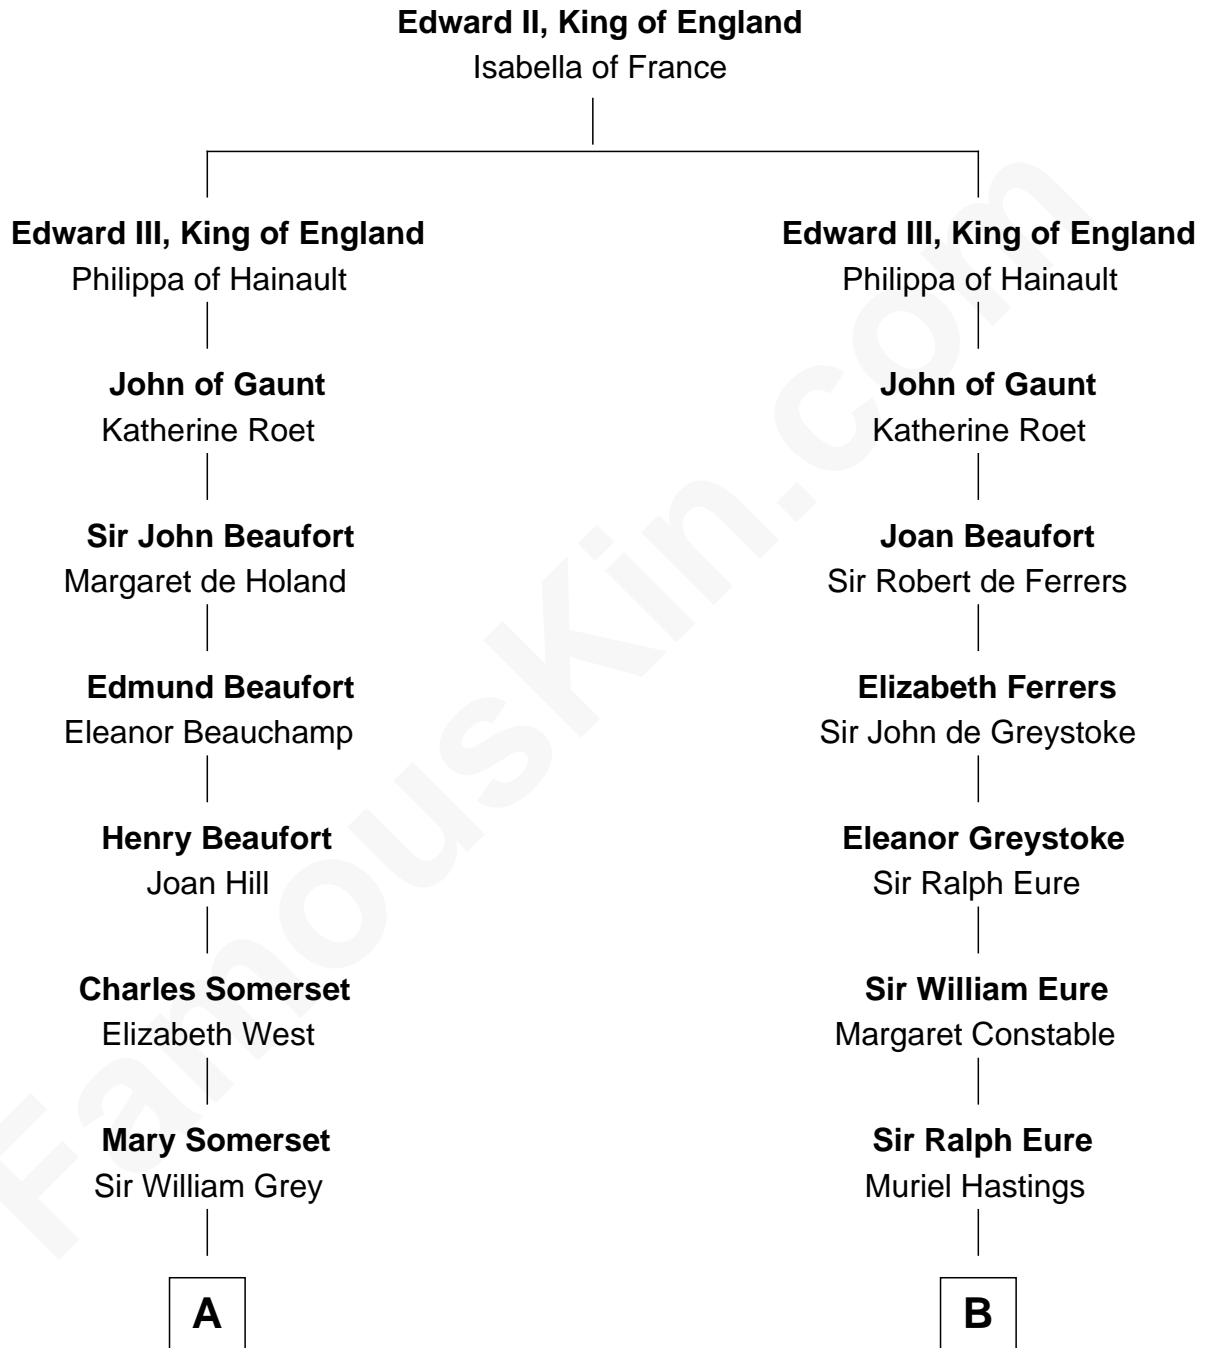 Edward II, King of England
Isabella of France
Edward III, King of England Edward III, King of England
Philippa of Hainault Philippa of Hainault
John of Gaunt John of Gaunt
Katherine Roet Katherine Roet
Sir John Beaufort Joan Beaufort
Margaret de Holand Sir Robert de Ferrers
Edmund Beaufort Elizabeth Ferrers
Eleanor Beauchamp Sir John de Greystoke
Henry Beaufort Eleanor Greystoke
Joan Hill Sir Ralph Eure
Charles Somerset Sir William Eure
Elizabeth West Margaret Constable
Mary Somerset Sir Ralph Eure
Sir William Grey Muriel Hastings
A B
FamousKin.com